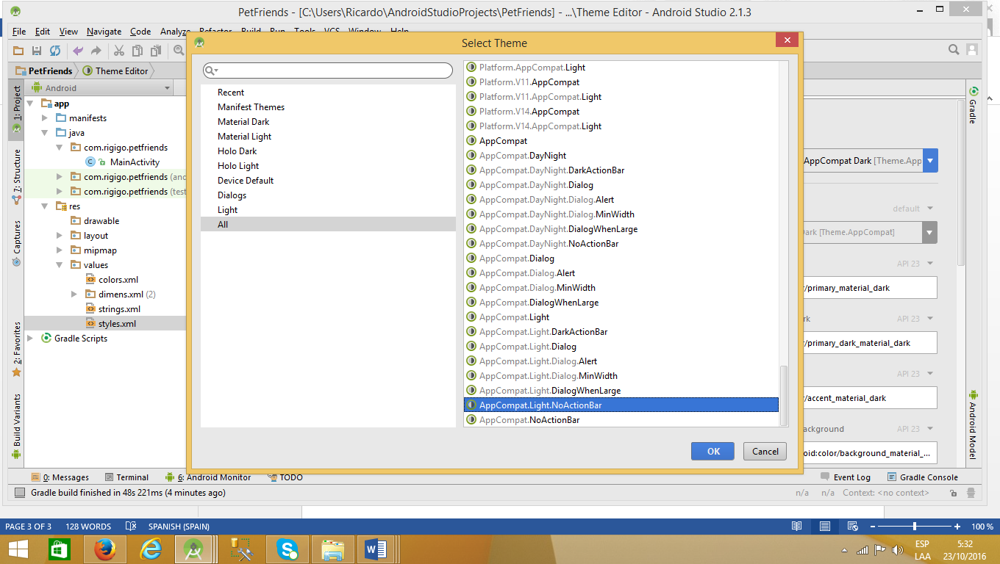 PetFriends - [C:\Users\Ricardo\AndroidStudioProjects\PetFriends] - ...\Theme Editor - Android Studio 2.1.3
File Edit View Navigate Code Analyze Refactor Build Run Tools VCS Window Help
Select Theme
PetFriends
Theme Editor
Android
1: Project
7: Structure
Captures
2: Favorites
Build Variants
app
manifests
java
com.rigigo.petfriends
MainActivity
com.rigigo.petfriends (and
com.rigigo.petfriends (test
res
drawable
layout
mipmap
values
colors.xml
dimens.xml (2)
strings.xml
styles.xml
Gradle Scripts
Recent
Manifest Themes
Material Dark
Material Light
Holo Dark
Holo Light
Device Default
Dialogs
Light
All
Platform.AppCompat.Light
Platform.V11.AppCompat
Platform.V11.AppCompat.Light
Platform.V14.AppCompat
Platform.V14.AppCompat.Light
AppCompat
AppCompat.DayNight
AppCompat.DayNight.DarkActionBar
AppCompat.DayNight.Dialog
AppCompat.DayNight.Dialog.Alert
AppCompat.DayNight.Dialog.MinWidth
AppCompat.DayNight.DialogWhenLarge
AppCompat.DayNight.NoActionBar
AppCompat.Dialog
AppCompat.Dialog.Alert
AppCompat.Dialog.MinWidth
AppCompat.DialogWhenLarge
AppCompat.Light
AppCompat.Light.DarkActionBar
AppCompat.Light.Dialog
AppCompat.Light.Dialog.Alert
AppCompat.Light.Dialog.MinWidth
AppCompat.Light.DialogWhenLarge
AppCompat.Light.NoActionBar
AppCompat.NoActionBar
OK
Cancel
AppCompat Dark [Theme.App
default
Dark [Theme.AppCompat]
API 23
/primary_material_dark
rk API 23
/primary_dark_material_dark
API 23
/accent_material_dark
ackground API 23
oid:color/background_material_...
Gradle
Android Model
0: Messages
Terminal
6: Android Monitor
TODO
Event Log
Gradle Console
Gradle build finished in 48s 221ms (4 minutes ago)
n/a n/a Context: <no context>
PAGE 3 OF 3 128 WORDS SPANISH (SPAIN)
100 %
ESP
LAA
5:32
23/10/2016